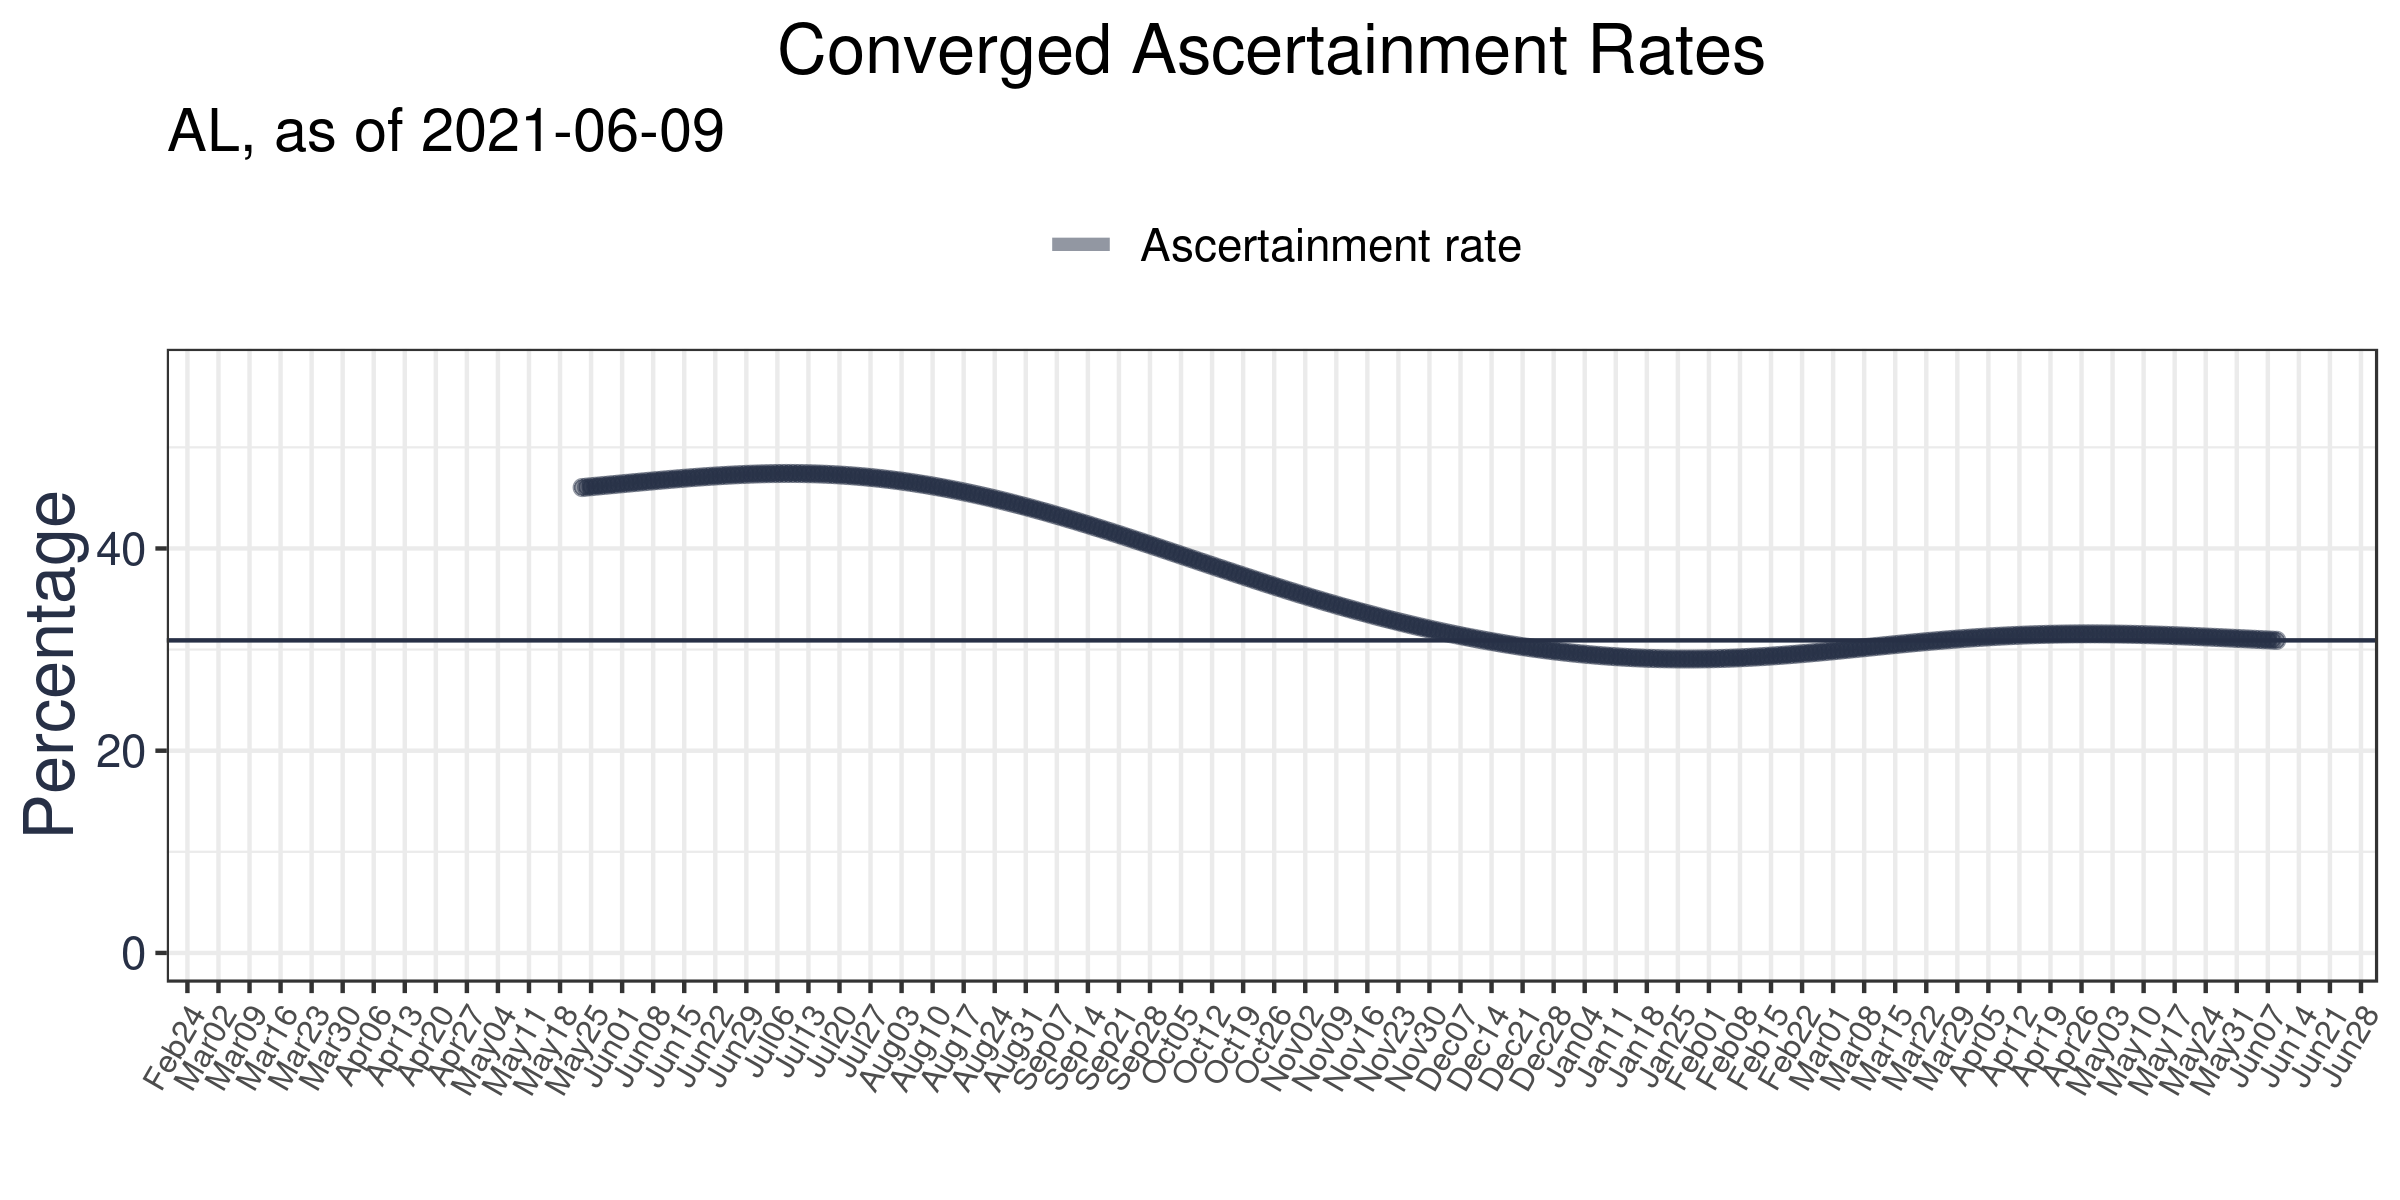 Converged Ascertainment Rates
AL, as of 2021-06-09
Ascertainment rate
Percentage
40
20
0
Feb24
Mar02
Mar09
Mar16
Mar23
Mar30
Apr06
Apr13
Apr20
Apr27
May04
May11
May18
May25
Jun01
Jun08
Jun15
Jun22
Jun29
Jul06
Jul13
Jul20
Jul27
Aug03
Aug10
Aug17
Aug24
Aug31
Sep07
Sep14
Sep21
Sep28
Oct05
Oct12
Oct19
Oct26
Nov02
Nov09
Nov16
Nov23
Nov30
Dec07
Dec14
Dec21
Dec28
Jan04
Jan11
Jan18
Jan25
Feb01
Feb08
Feb15
Feb22
Mar01
Mar08
Mar15
Mar22
Mar29
Apr05
Apr12
Apr19
Apr26
May03
May10
May17
May24
May31
Jun07
Jun14
Jun21
Jun28